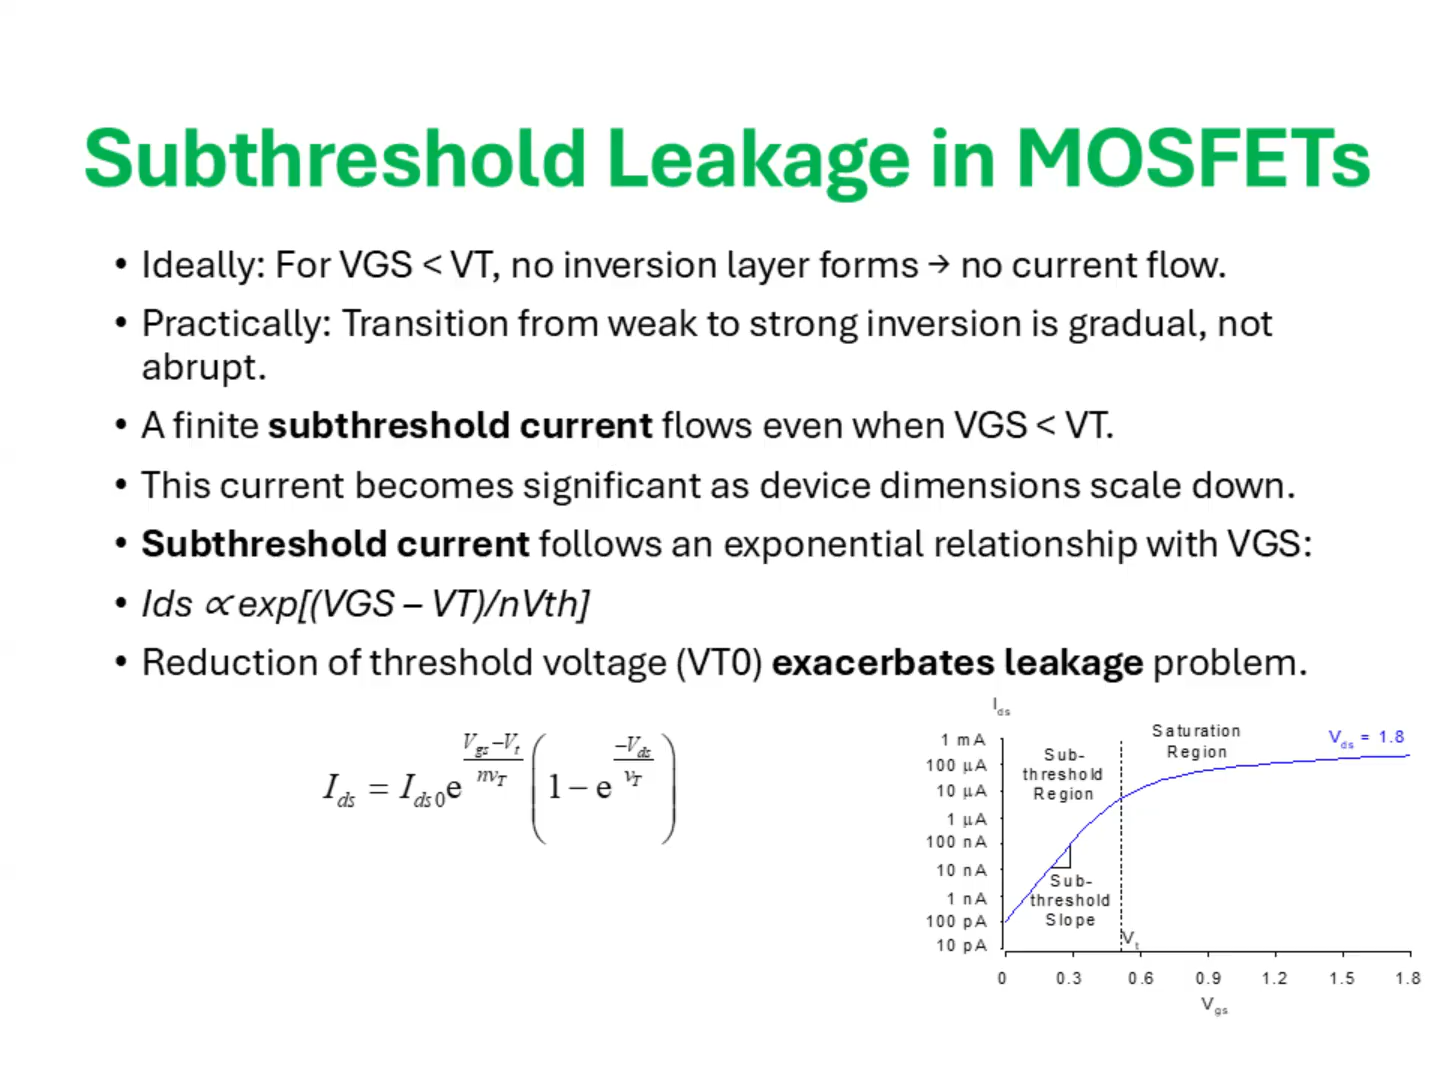 Subthreshold Leakage in MOSFETs
• Ideally: For VGS < VT, no inversion layer forms → no current flow.
• Practically: Transition from weak to strong inversion is gradual, not
abrupt.
• A finite subthreshold current flows even when VGS < VT.
• This current becomes significant as device dimensions scale down.
• Subthreshold current follows an exponential relationship with VGS:
• Ids ∝ exp[(VGS – VT)/nVth]
• Reduction of threshold voltage (VT0) exacerbates leakage problem.
I_ds = I_ds0 e^((V_gs–V_t)/(nv_T)) (1 – e^(–V_ds/v_T))
I_ds
1 mA
100 µA
10 µA
1 µA
100 nA
10 nA
1 nA
100 pA
10 pA
Sub-
threshold
Region
Saturation
Region
V_ds = 1.8
Sub-
threshold
Slope
V_t
0 0.3 0.6 0.9 1.2 1.5 1.8
V_gs